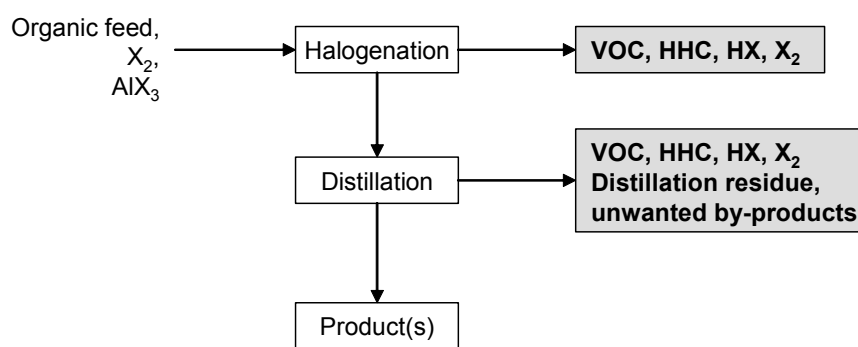 Organic feed,
X₂,
AlX₃
Halogenation
VOC, HHC, HX, X₂
Distillation
VOC, HHC, HX, X₂
Distillation residue,
unwanted by-products
Product(s)